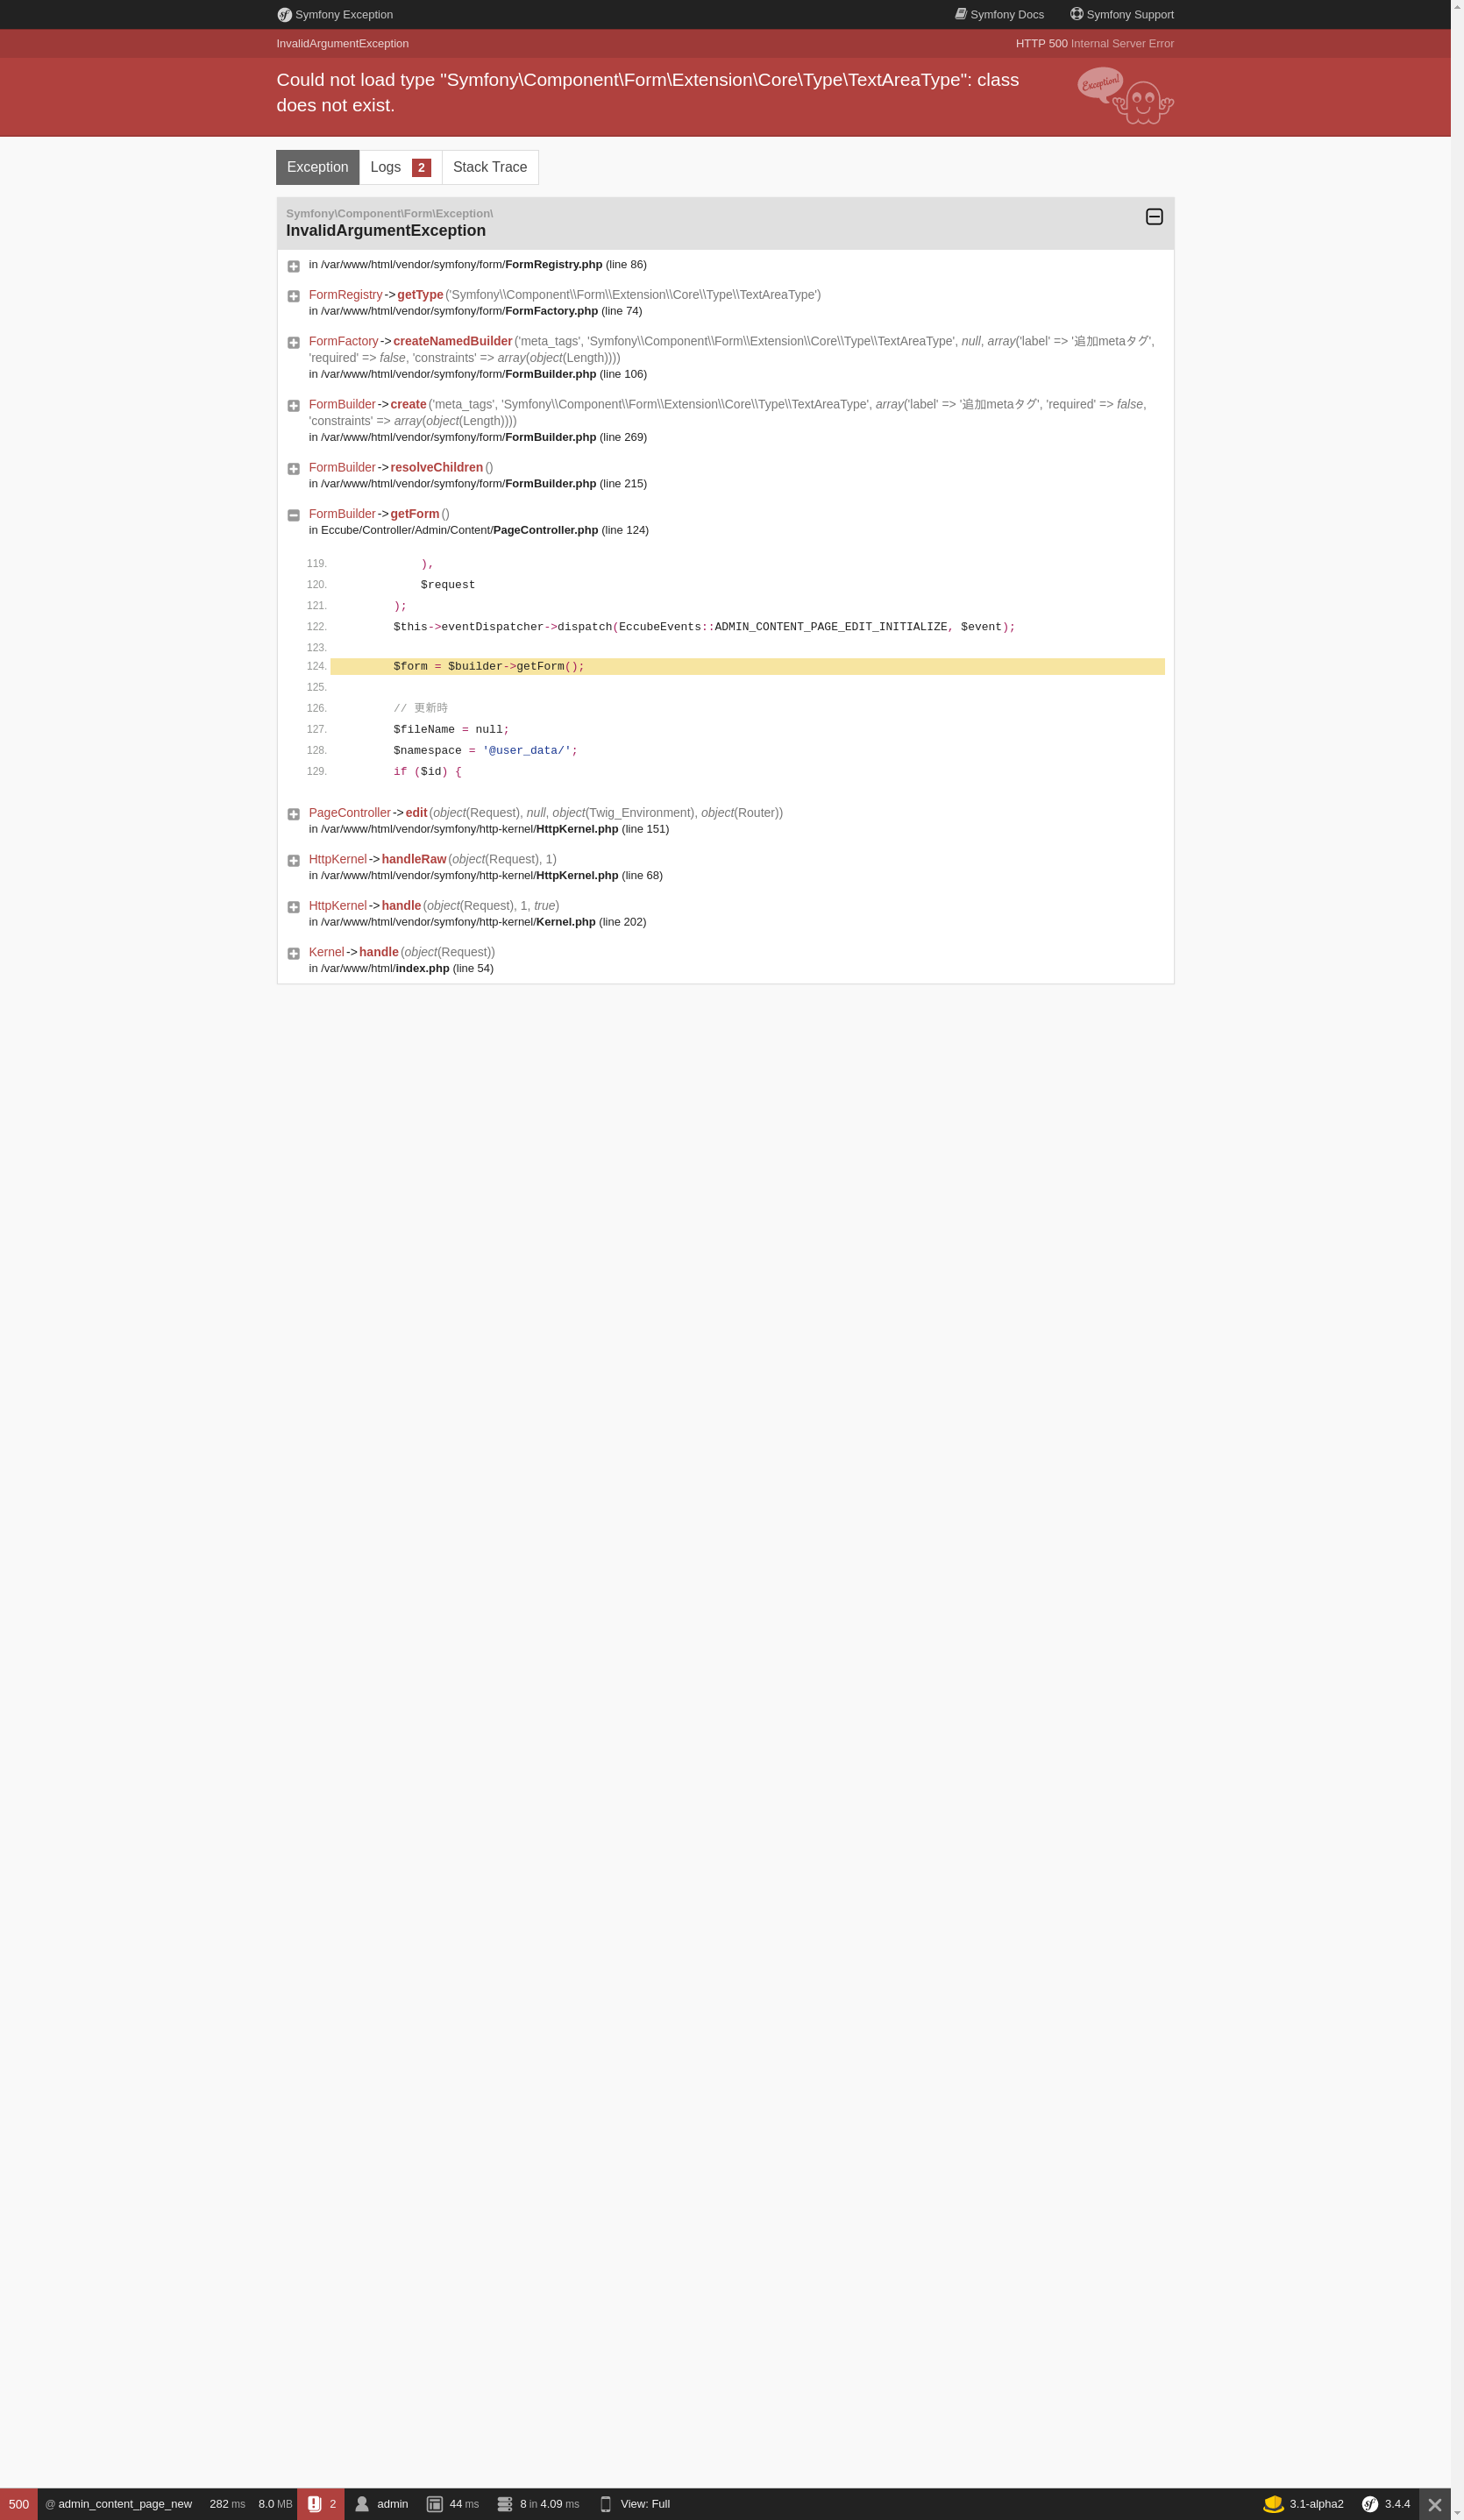 Symfony Exception
Symfony Docs
Symfony Support
InvalidArgumentException
HTTP 500 Internal Server Error
Could not load type "Symfony\Component\Form\Extension\Core\Type\TextAreaType": class
does not exist.
Exception!
Exception
Logs 2
Stack Trace
Symfony\Component\Form\Exception\
InvalidArgumentException
in /var/www/html/vendor/symfony/form/FormRegistry.php (line 86)
FormRegistry->getType('Symfony\\Component\\Form\\Extension\\Core\\Type\\TextAreaType')
in /var/www/html/vendor/symfony/form/FormFactory.php (line 74)
FormFactory->createNamedBuilder('meta_tags', 'Symfony\\Component\\Form\\Extension\\Core\\Type\\TextAreaType', null, array('label' => '追加metaタグ',
'required' => false, 'constraints' => array(object(Length))))
in /var/www/html/vendor/symfony/form/FormBuilder.php (line 106)
FormBuilder->create('meta_tags', 'Symfony\\Component\\Form\\Extension\\Core\\Type\\TextAreaType', array('label' => '追加metaタグ', 'required' => false,
'constraints' => array(object(Length))))
in /var/www/html/vendor/symfony/form/FormBuilder.php (line 269)
FormBuilder->resolveChildren()
in /var/www/html/vendor/symfony/form/FormBuilder.php (line 215)
FormBuilder->getForm()
in Eccube/Controller/Admin/Content/PageController.php (line 124)
119. ),
120. $request
121. );
122. $this->eventDispatcher->dispatch(EccubeEvents::ADMIN_CONTENT_PAGE_EDIT_INITIALIZE, $event);
123.
124. $form = $builder->getForm();
125.
126. // 更新時
127. $fileName = null;
128. $namespace = '@user_data/';
129. if ($id) {
PageController->edit(object(Request), null, object(Twig_Environment), object(Router))
in /var/www/html/vendor/symfony/http-kernel/HttpKernel.php (line 151)
HttpKernel->handleRaw(object(Request), 1)
in /var/www/html/vendor/symfony/http-kernel/HttpKernel.php (line 68)
HttpKernel->handle(object(Request), 1, true)
in /var/www/html/vendor/symfony/http-kernel/Kernel.php (line 202)
Kernel->handle(object(Request))
in /var/www/html/index.php (line 54)
500 @ admin_content_page_new 282 ms 8.0 MB 2 admin 44 ms 8 in 4.09 ms View: Full 3.1-alpha2 3.4.4